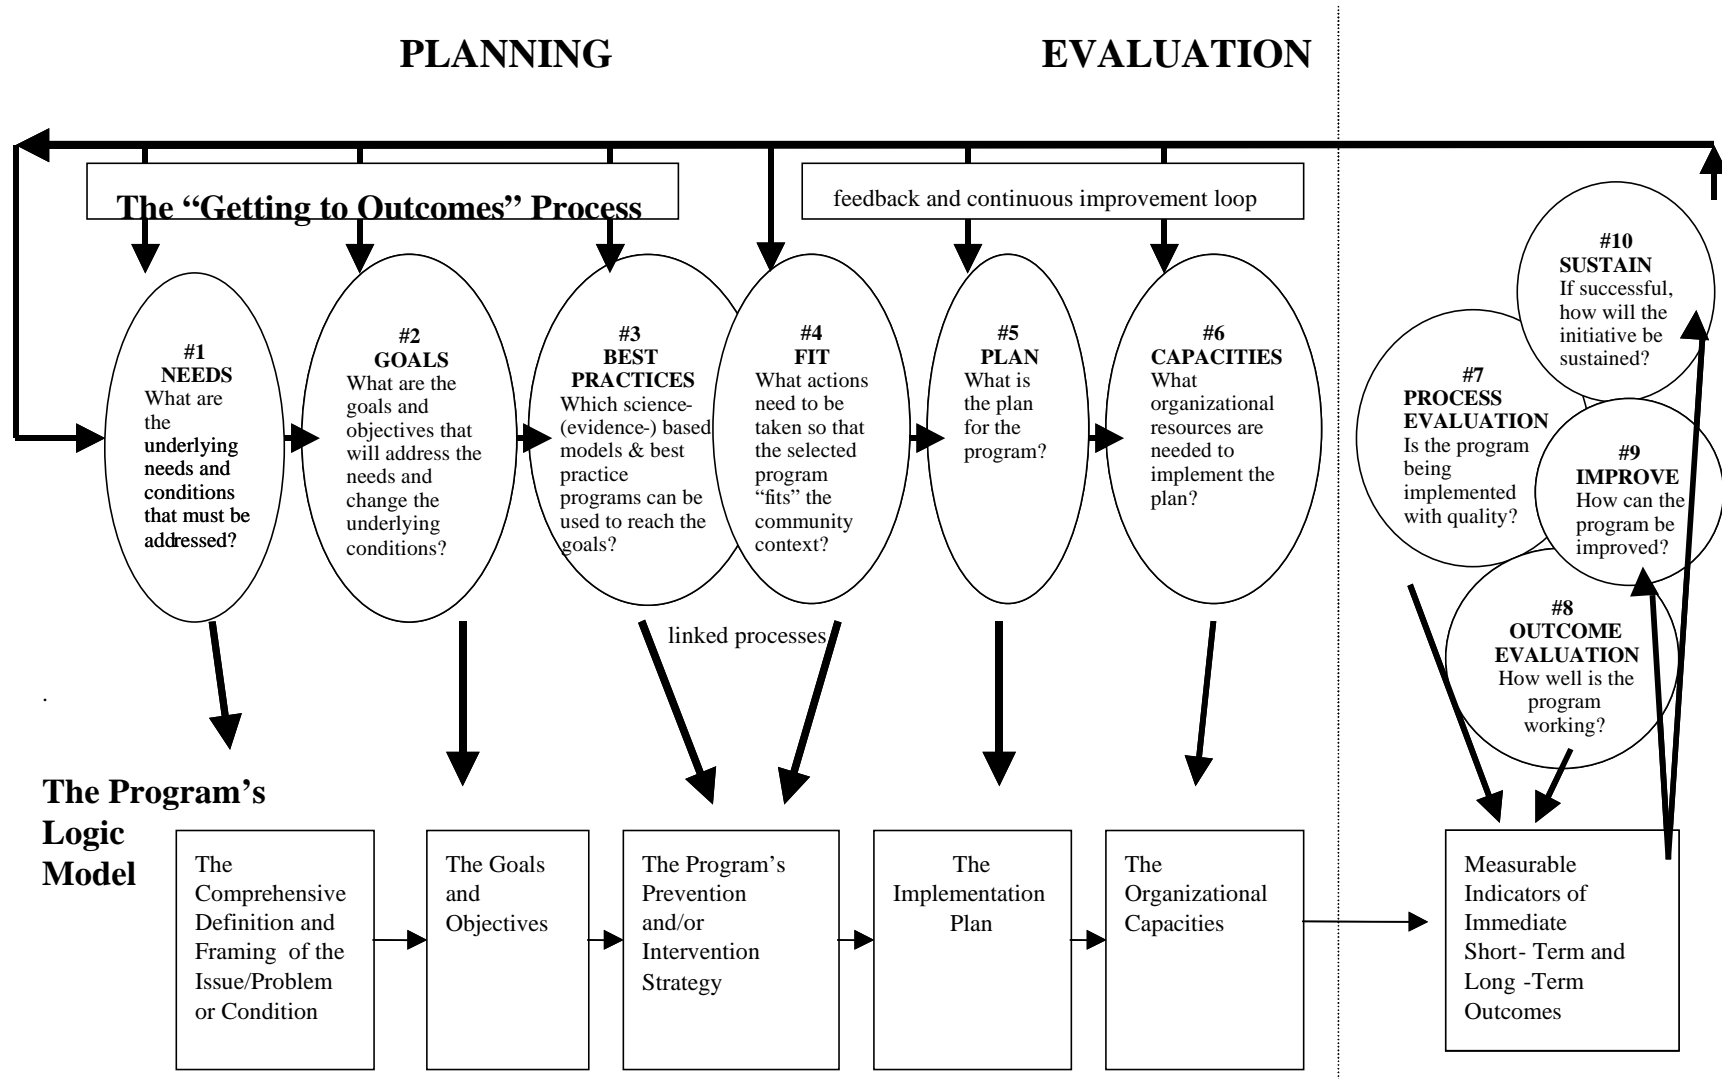 PLANNING
EVALUATION
The “Getting to Outcomes” Process
feedback and continuous improvement loop
#1
NEEDS
What are
the
underlying
needs and
conditions
that must be
addressed?
#2
GOALS
What are the
goals and
objectives that
will address the
needs and
change the
underlying
conditions?
#3
BEST
PRACTICES
Which science-
(evidence-) based
models & best
practice
programs can be
used to reach the
goals?
#4
FIT
What actions
need to be
taken so that
the selected
program
“fits” the
community
context?
#5
PLAN
What is
the plan
for the
program?
#6
CAPACITIES
What
organizational
resources are
needed to
implement the
plan?
#7
PROCESS
EVALUATION
Is the program
being
implemented
with quality?
#10
SUSTAIN
If successful,
how will the
initiative be
sustained?
#9
IMPROVE
How can the
program be
improved?
#8
OUTCOME
EVALUATION
How well is the
program
working?
linked processes
.
The Program’s
Logic
Model
The
Comprehensive
Definition and
Framing of the
Issue/Problem
or Condition
The Goals
and
Objectives
The Program’s
Prevention
and/or
Intervention
Strategy
The
Implementation
Plan
The
Organizational
Capacities
Measurable
Indicators of
Immediate
Short- Term and
Long -Term
Outcomes